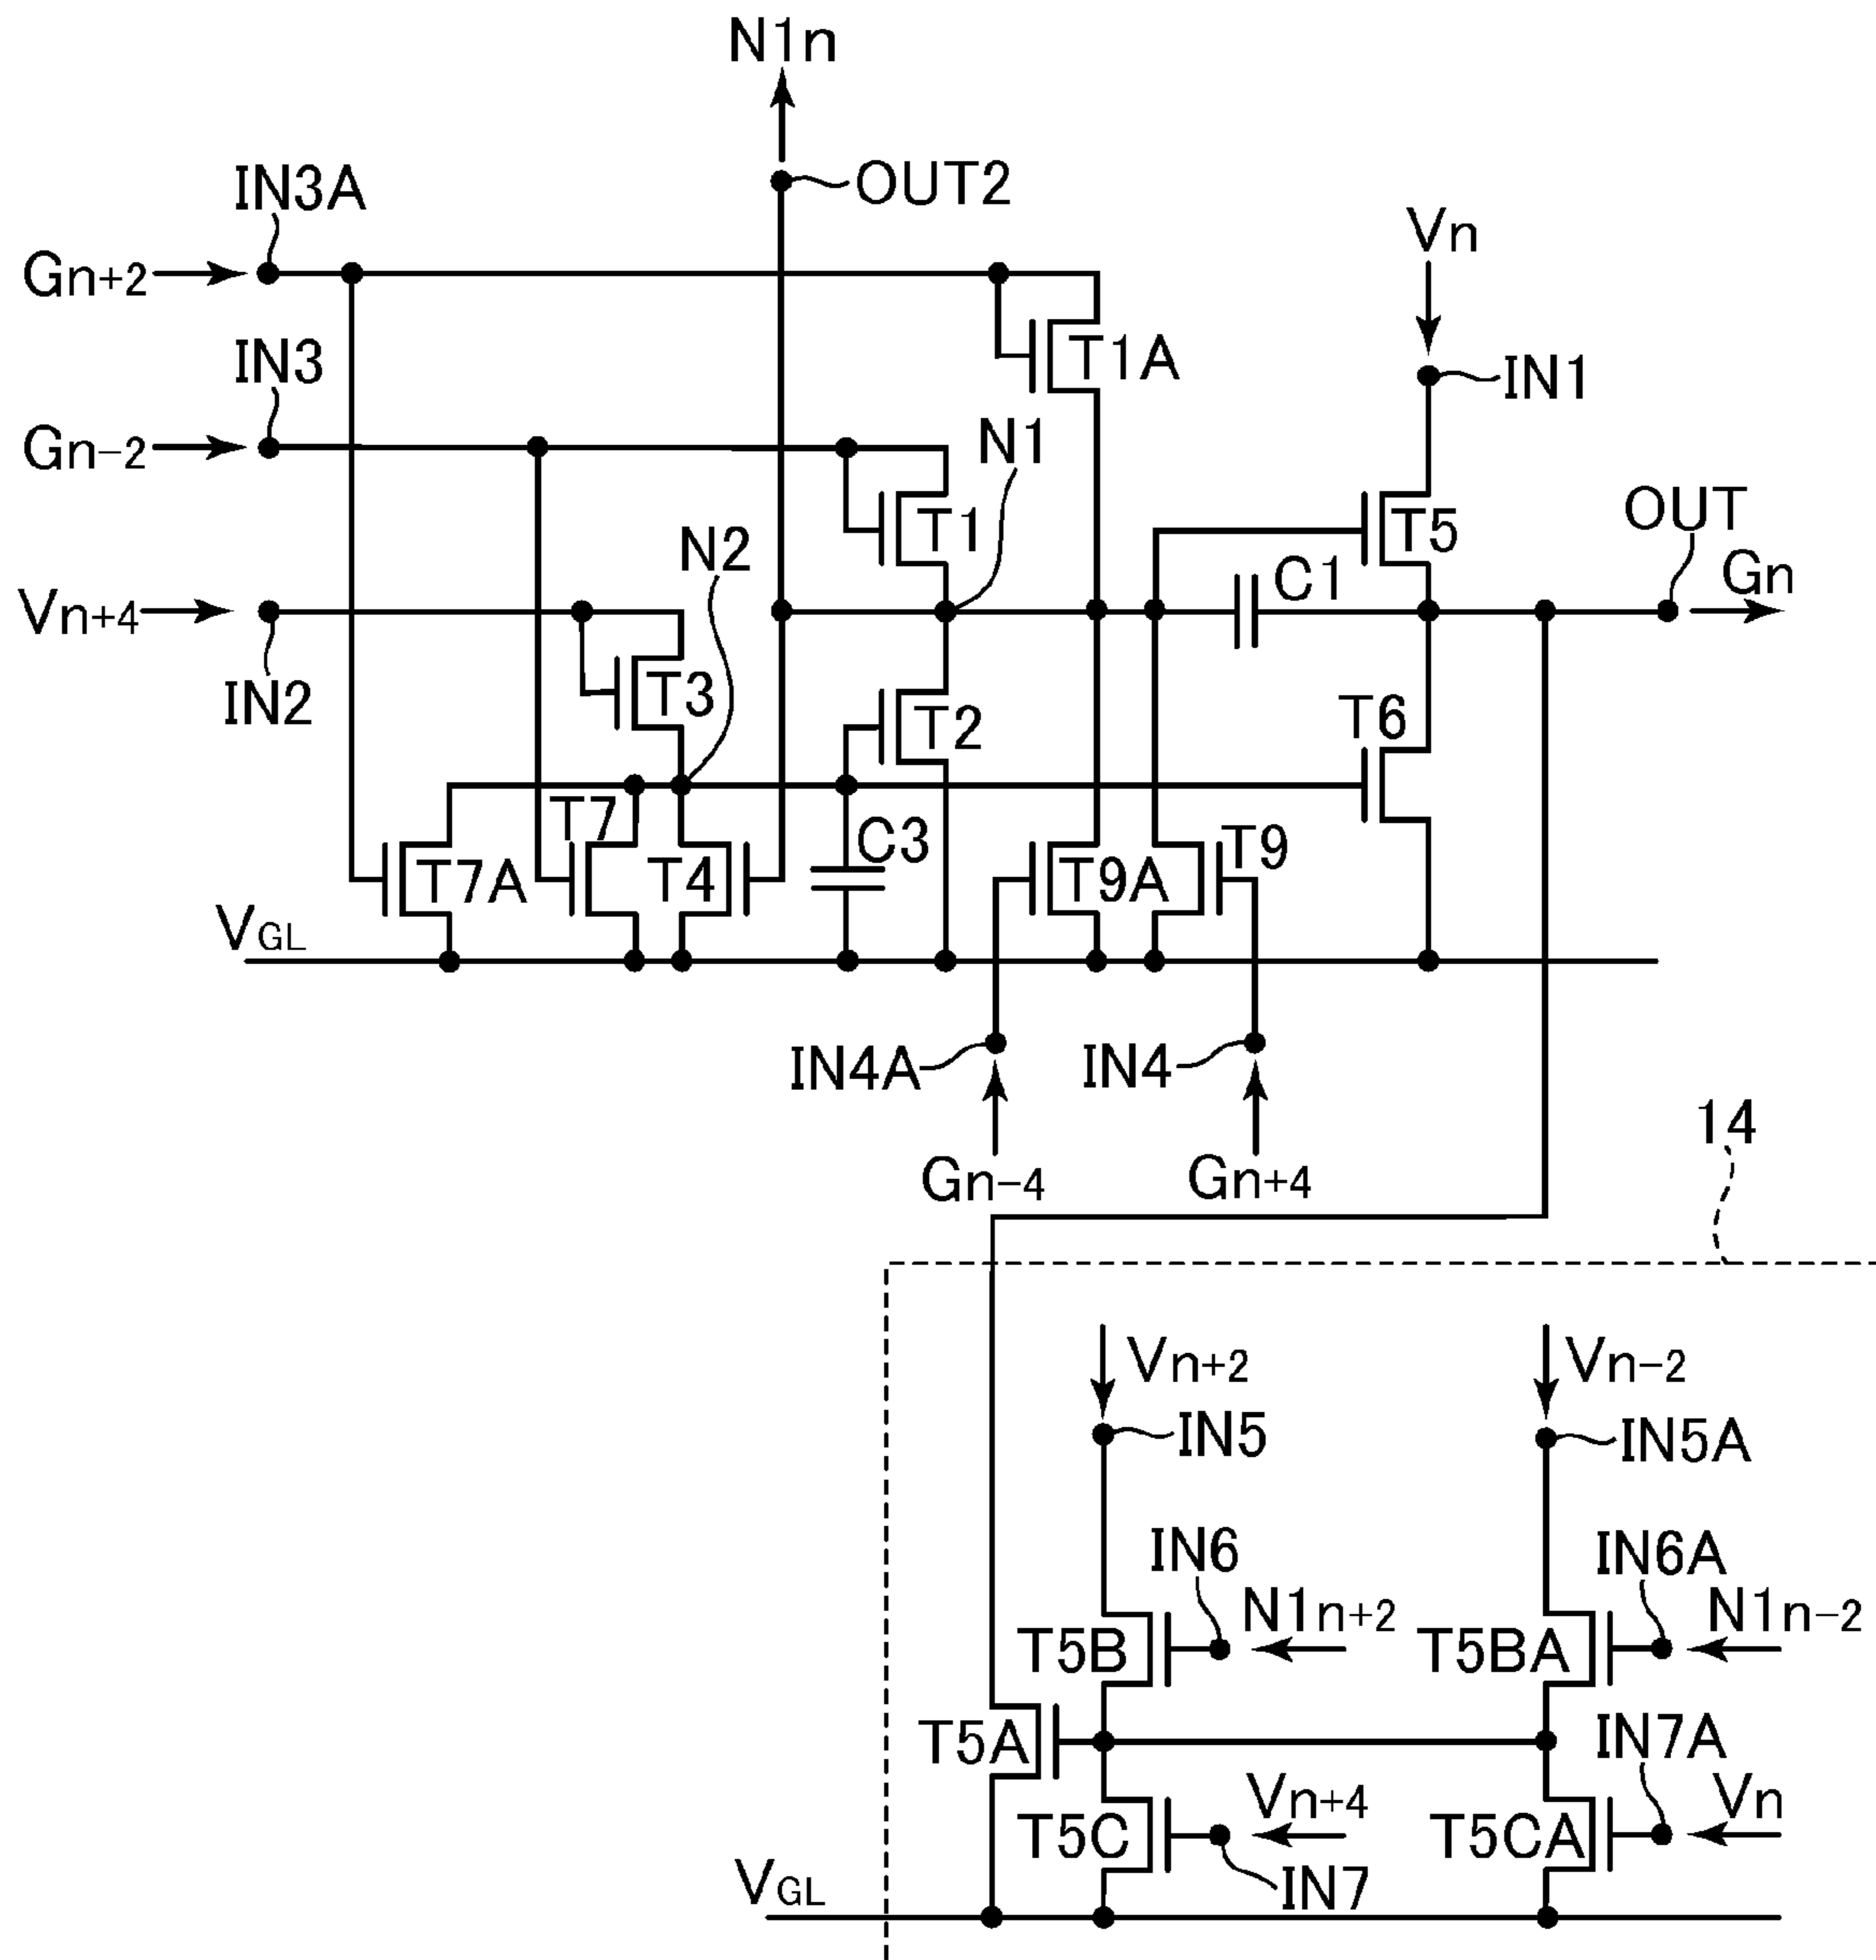 N1n
OUT2
IN3A
Gn+2
IN3
Gn-2
Vn+4
IN2
T1A
Vn
IN1
N1
T1
N2
T3
T2
T5
C1
OUT
Gn
T6
T7
T7A
T4
C3
T9A
T9
VGL
IN4A
IN4
Gn-4
Gn+4
14
Vn+2
Vn-2
IN5
IN5A
IN6
IN6A
N1n+2
N1n-2
T5B
T5BA
T5A
IN7A
Vn+4
Vn
T5C
T5CA
IN7
VGL